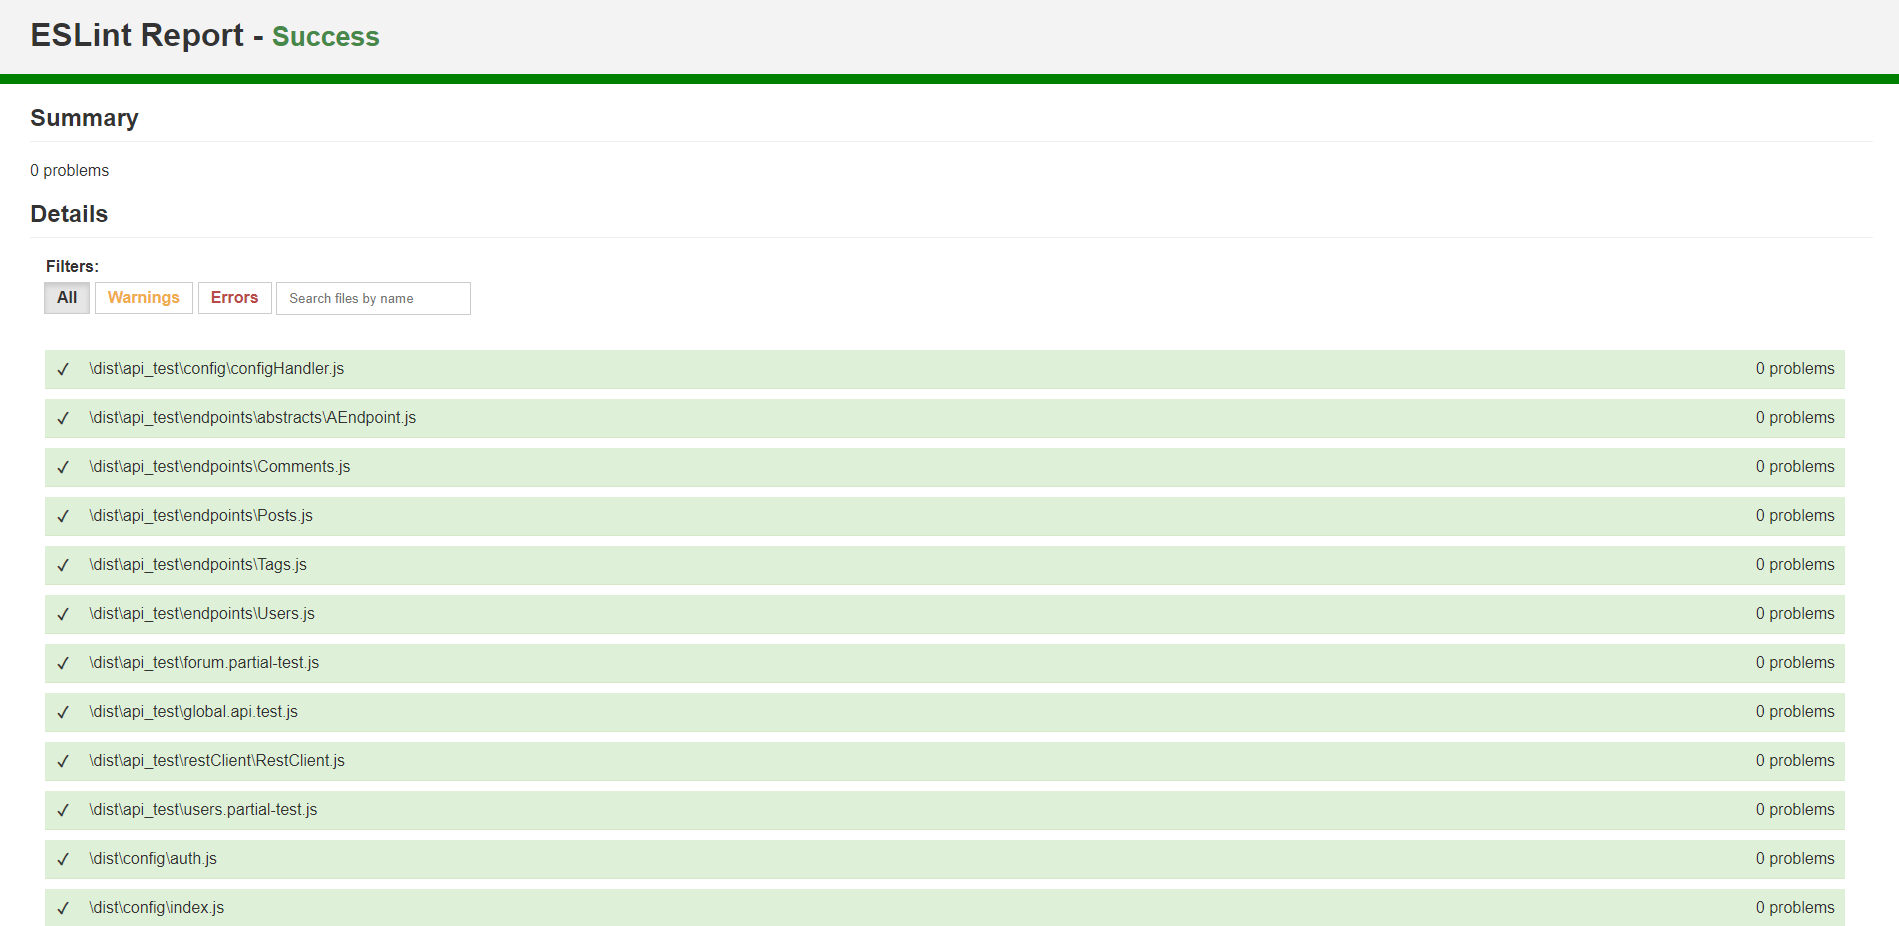 ESLint Report - Success
Summary
0 problems
Details
Filters:
All Warnings Errors Search files by name
✓ \dist\api_test\config\configHandler.js 0 problems
✓ \dist\api_test\endpoints\abstracts\AEndpoint.js 0 problems
✓ \dist\api_test\endpoints\Comments.js 0 problems
✓ \dist\api_test\endpoints\Posts.js 0 problems
✓ \dist\api_test\endpoints\Tags.js 0 problems
✓ \dist\api_test\endpoints\Users.js 0 problems
✓ \dist\api_test\forum.partial-test.js 0 problems
✓ \dist\api_test\global.api.test.js 0 problems
✓ \dist\api_test\restClient\RestClient.js 0 problems
✓ \dist\api_test\users.partial-test.js 0 problems
✓ \dist\config\auth.js 0 problems
✓ \dist\config\index.js 0 problems